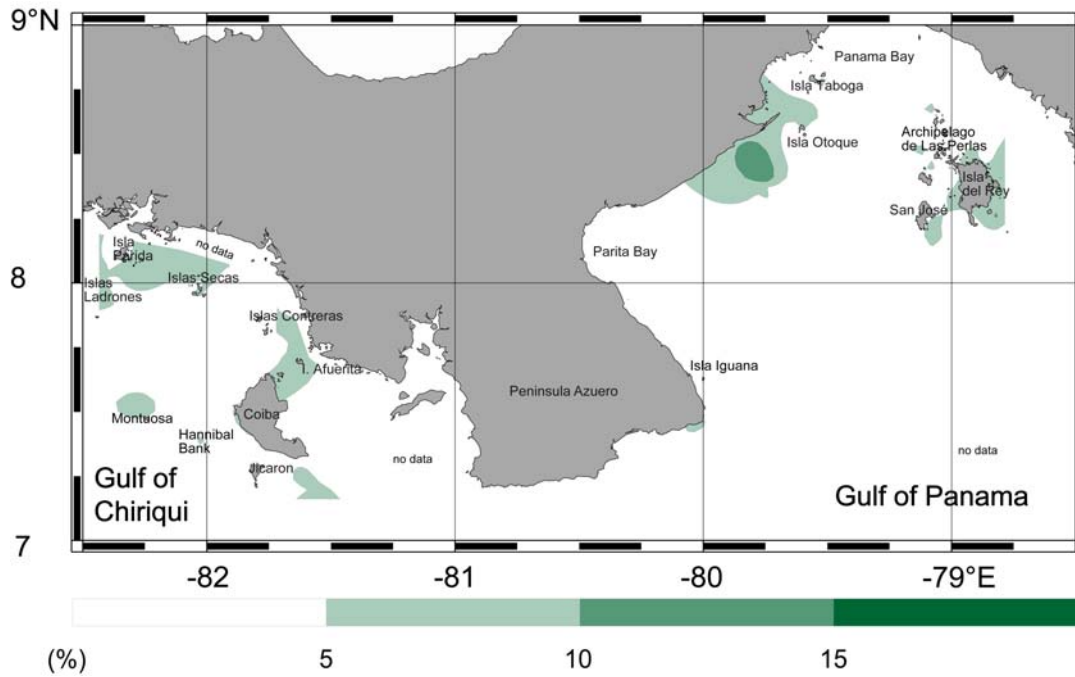 9°N
Panama Bay
Isla Taboga
Isla Otoque
Archipelago
de Las Perlas
Isla
del Rey
San José
no data
Isla
Parida
Parita Bay
Islas Secas
8
Islas
Ladrones
Islas Contreras
I. Afuerita
Isla Iguana
Peninsula Azuero
Montuosa
Coiba
Hannibal
Bank
no data
no data
Jicaron
Gulf of
Chiriqui
Gulf of Panama
7
-82 -81 -80 -79°E
(%) 5 10 15